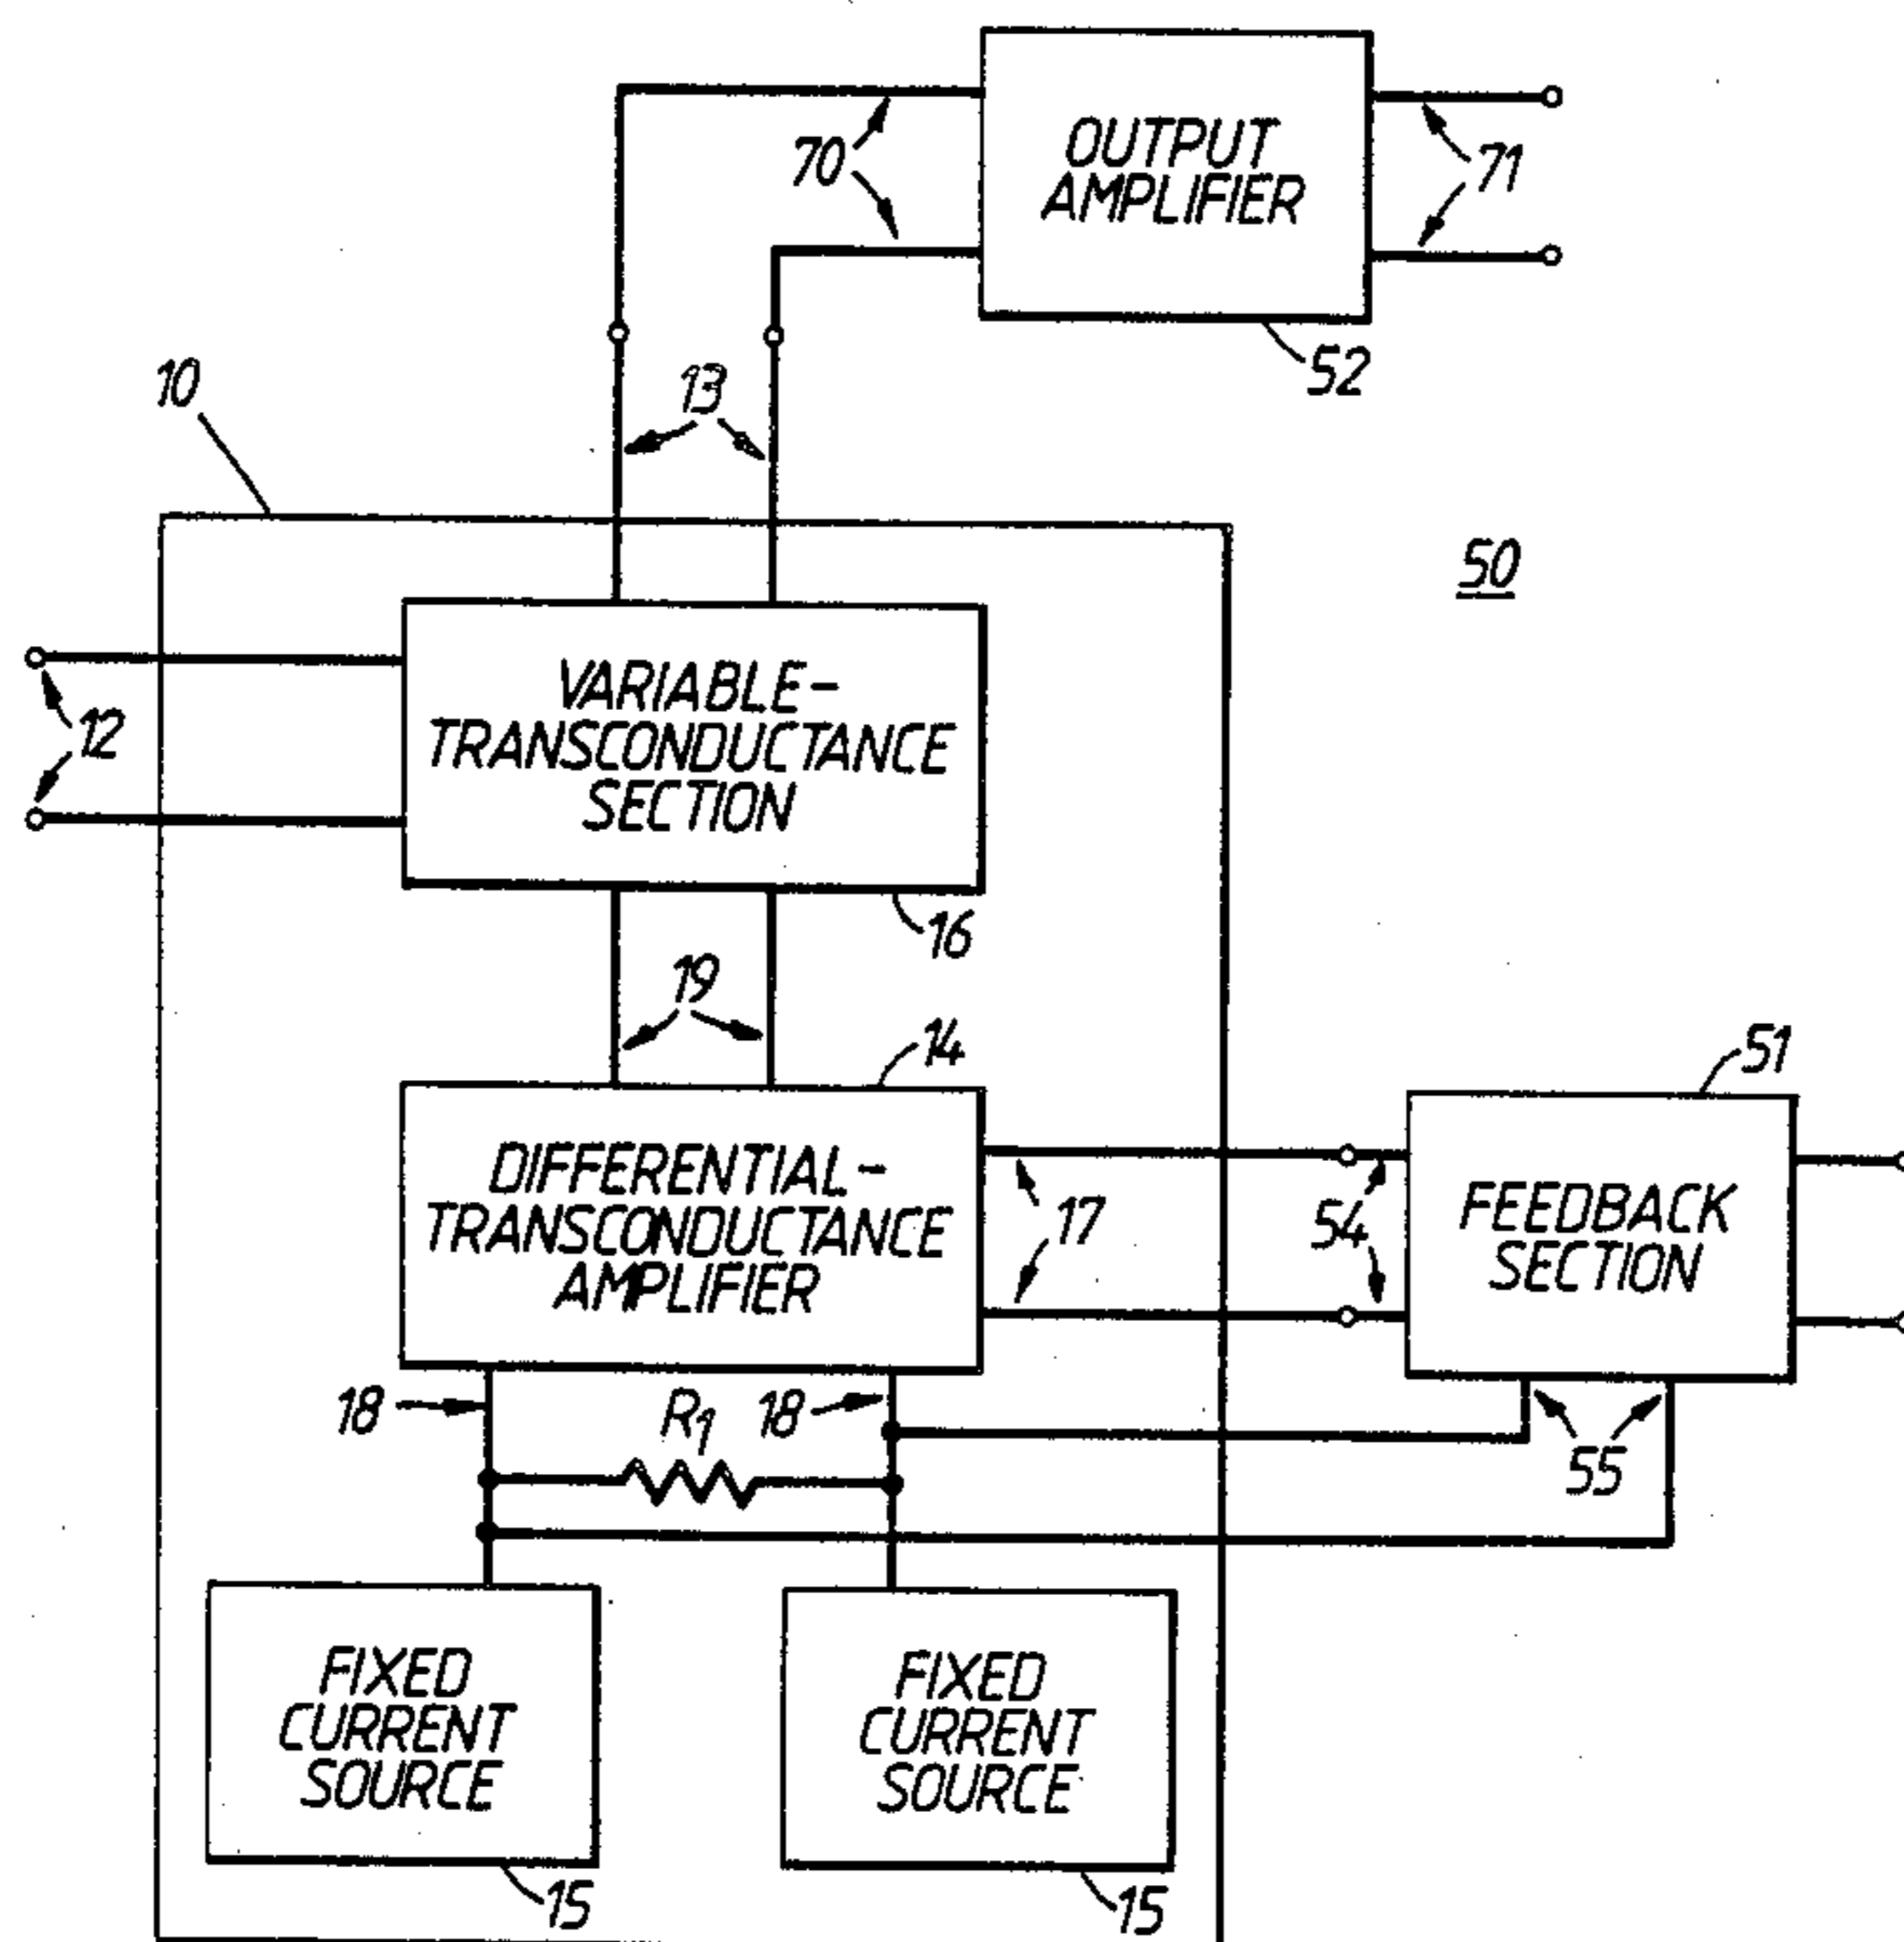 OUTPUT
AMPLIFIER
70
71
52
10
13
50
VARIABLE-
TRANSCONDUCTANCE
SECTION
12
16
19
14
51
DIFFERENTIAL-
TRANSCONDUCTANCE
AMPLIFIER
17
54
FEEDBACK
SECTION
18
R1
18
55
FIXED
CURRENT
SOURCE
FIXED
CURRENT
SOURCE
15
15